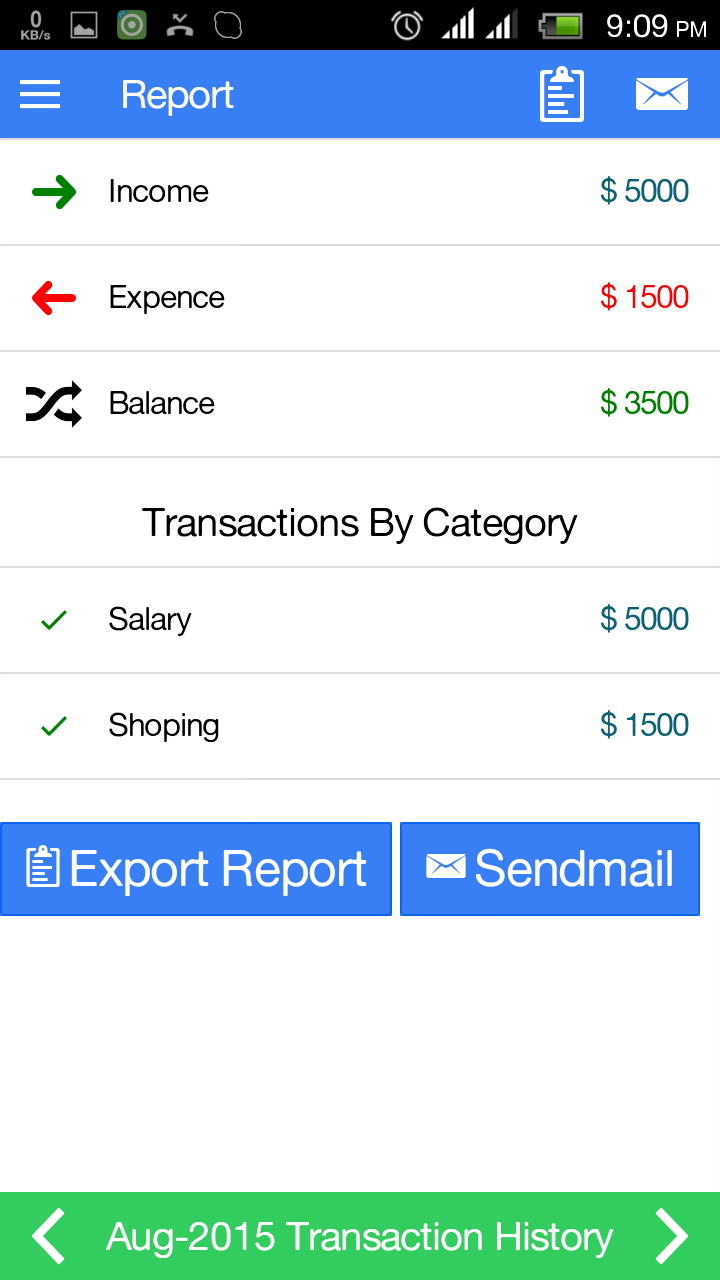 0
KB/s
9:09 PM
Report
Income $ 5000
Expence $ 1500
Balance $ 3500
Transactions By Category
Salary $ 5000
Shoping $ 1500
Export Report Sendmail
Aug-2015 Transaction History